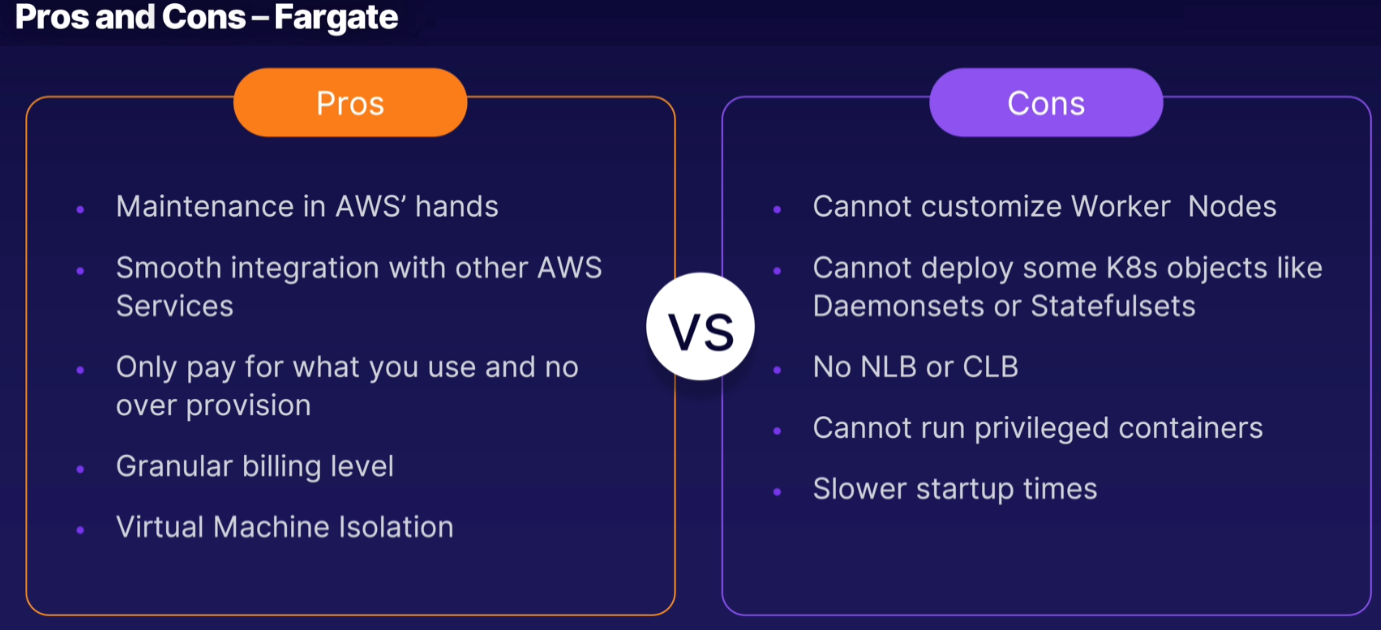 Pros and Cons – Fargate
Pros
• Maintenance in AWS’ hands
• Smooth integration with other AWS
Services
• Only pay for what you use and no
over provision
• Granular billing level
• Virtual Machine Isolation
vs
Cons
• Cannot customize Worker  Nodes
• Cannot deploy some K8s objects like
Daemonsets or Statefulsets
• No NLB or CLB
• Cannot run privileged containers
• Slower startup times